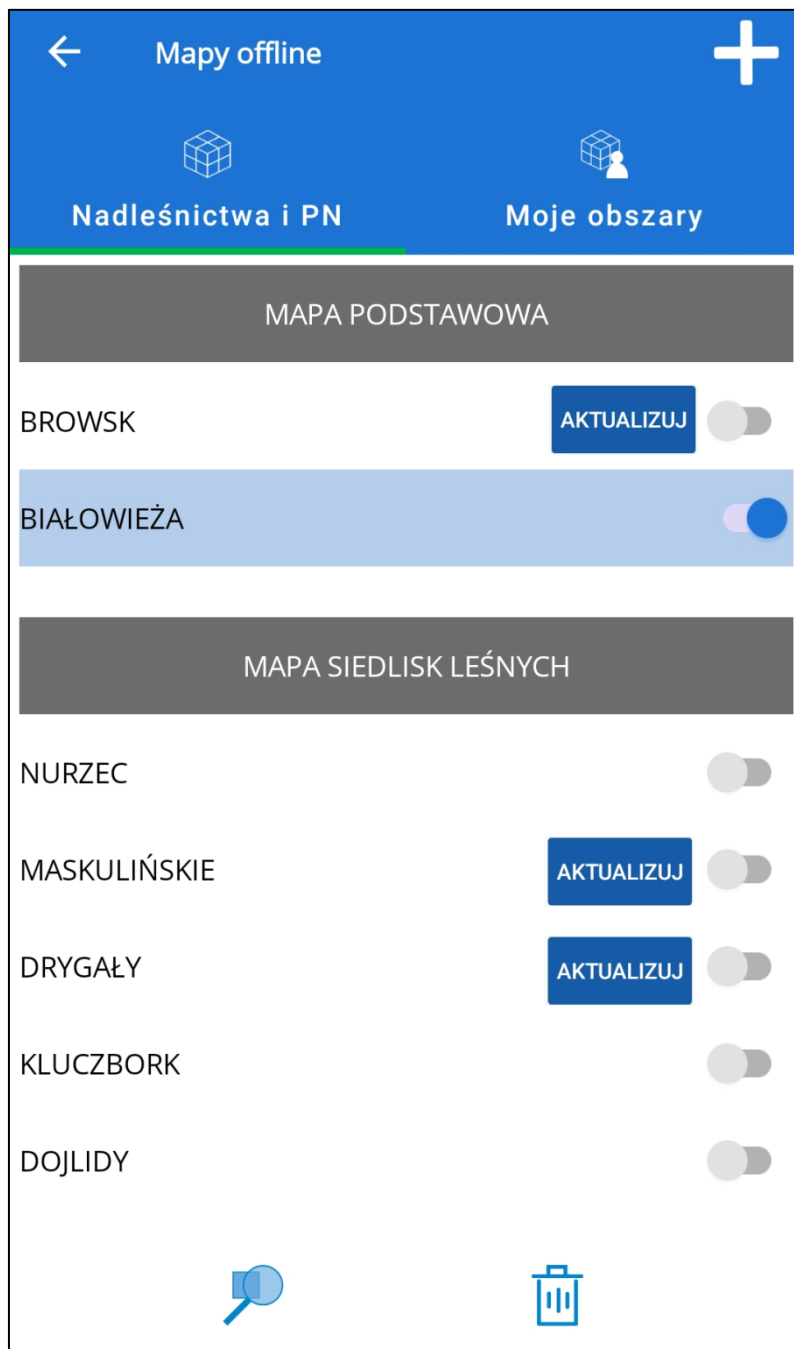 Mapy offline
Nadleśnictwa i PN
Moje obszary
MAPA PODSTAWOWA
BROWSK
AKTUALIZUJ
BIAŁOWIEŻA
MAPA SIEDLISK LEŚNYCH
NURZEC
MASKULIŃSKIE
AKTUALIZUJ
DRYGAŁY
AKTUALIZUJ
KLUCZBORK
DOJLIDY